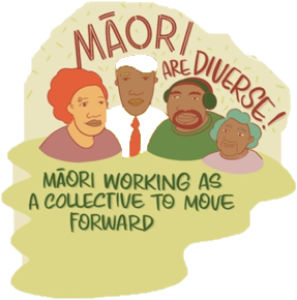 MĀORI
ARE DIVERSE!
MĀORI WORKING AS
A COLLECTIVE TO MOVE
FORWARD